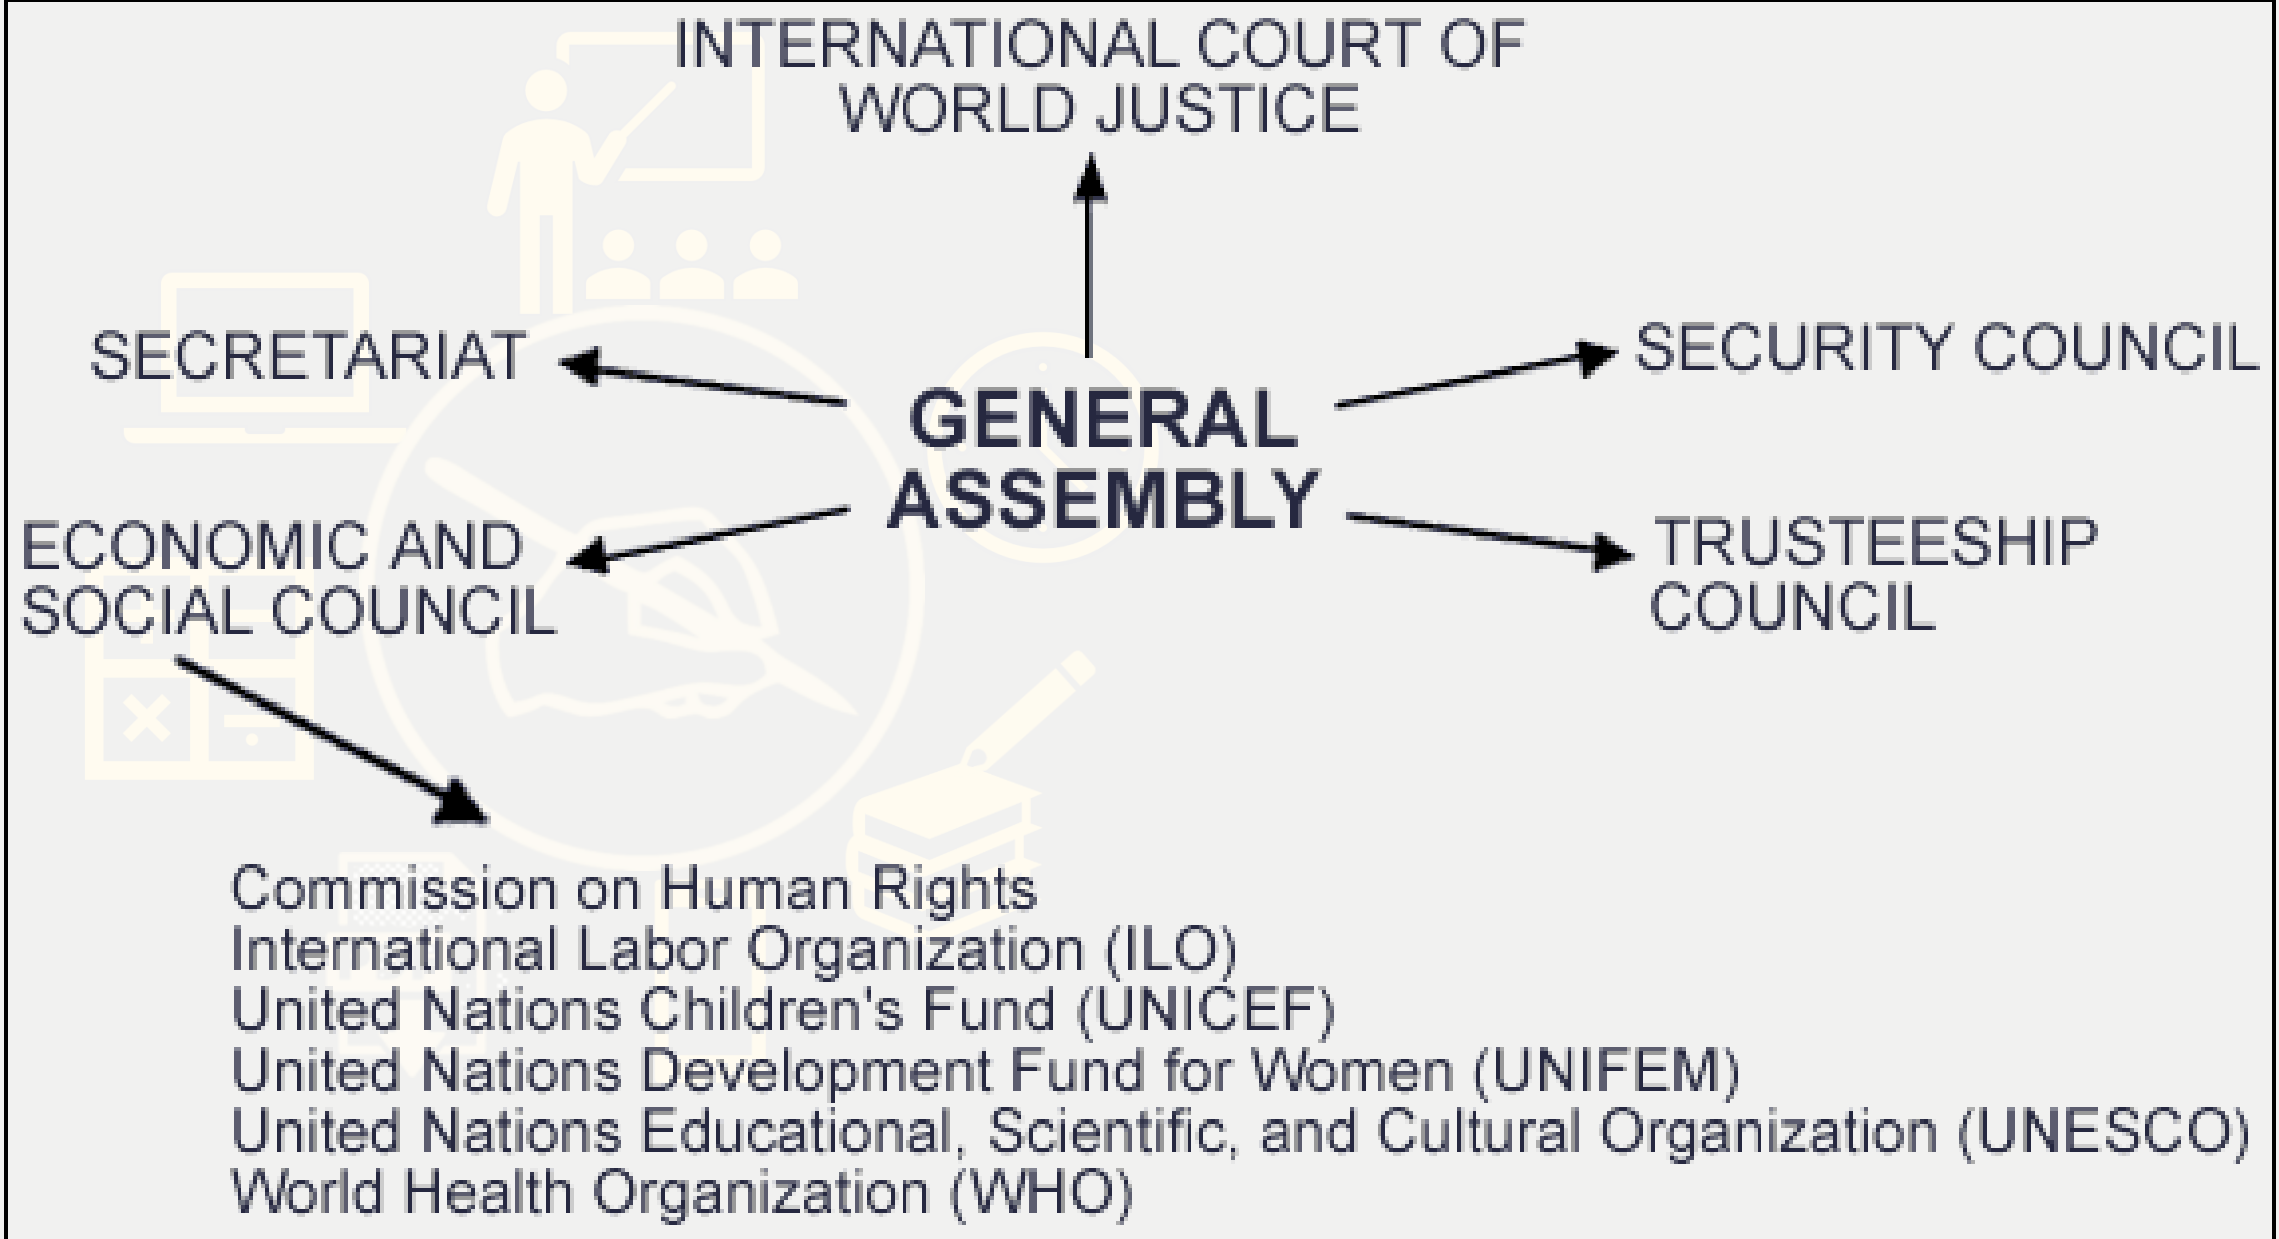 INTERNATIONAL COURT OF
WORLD JUSTICE
SECRETARIAT
SECURITY COUNCIL
GENERAL
ASSEMBLY
ECONOMIC AND
SOCIAL COUNCIL
TRUSTEESHIP
COUNCIL
Commission on Human Rights
International Labor Organization (ILO)
United Nations Children's Fund (UNICEF)
United Nations Development Fund for Women (UNIFEM)
United Nations Educational, Scientific, and Cultural Organization (UNESCO)
World Health Organization (WHO)